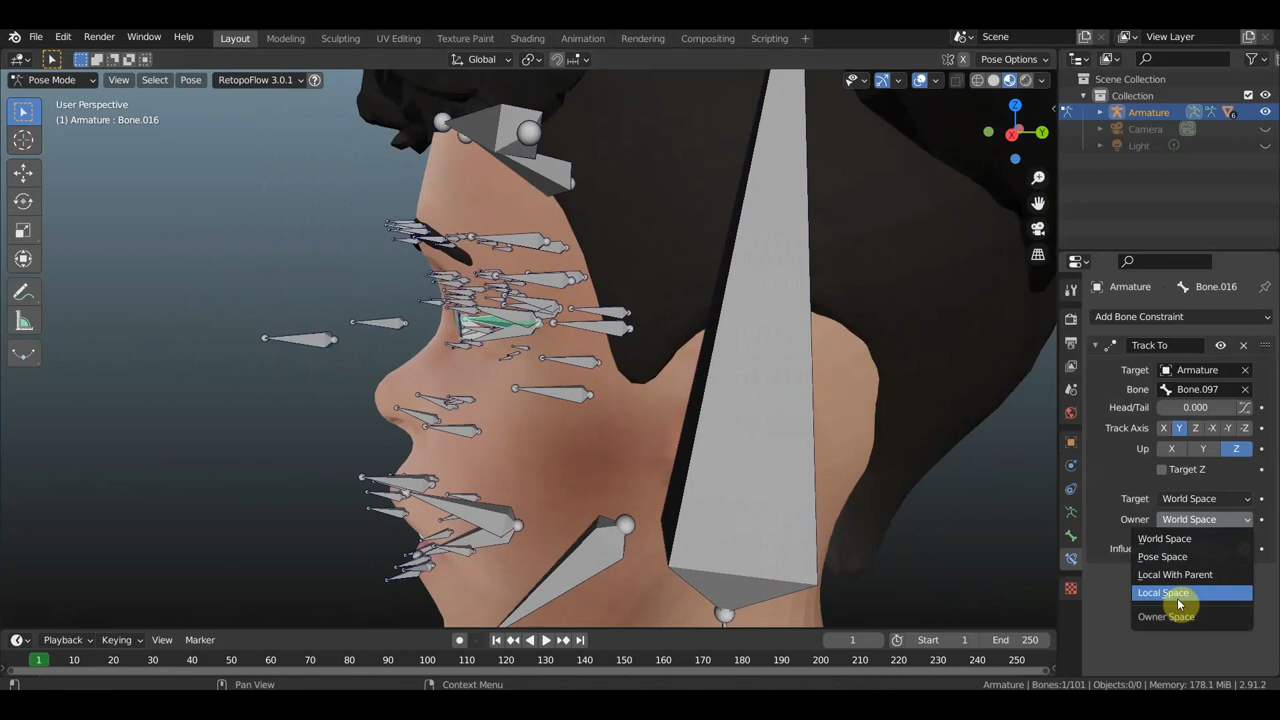 File Edit Render Window Help Layout Modeling Sculpting UV Editing Texture Paint Shading Animation Rendering Compositing Scripting + Scene View Layer
Global X Pose Options
Pose Mode View Select Pose RetopoFlow 3.0.1
User Perspective
(1) Armature : Bone.016
Scene Collection
Collection
Armature 6
Camera
Light
Z
Y
X
Armature Bone.016
Add Bone Constraint
Track To
Target Armature
Bone Bone.097
Head/Tail 0.000
Track Axis X Y Z -X -Y -Z
Up X Y Z
Target Z
Target World Space
Owner World Space
World Space
Influe
Pose Space
Local With Parent
Local Space
Owner Space
Playback Keying View Marker 1 Start 1 End 250
1 10 20 30 40 50 60 70 80 90 100 110 120 130 140 150 160 170 180 190 200 210 220 230 240 250
Pan View Context Menu Armature | Bones:1/101 | Objects:0/0 | Memory: 178.1 MiB | 2.91.2